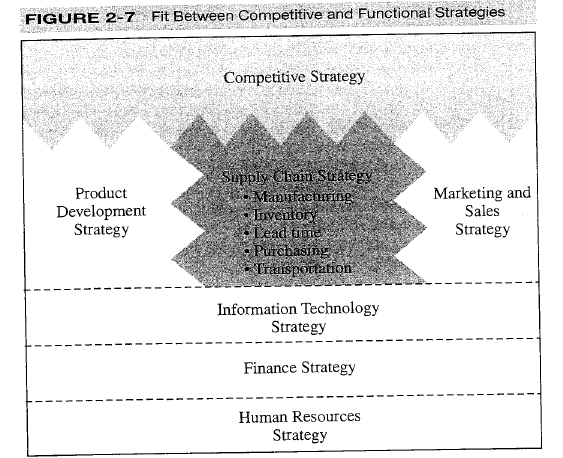 FIGURE 2-7 Fit Between Competitive and Functional Strategies
Competitive Strategy
Supply Chain Strategy
• Manufacturing
• Inventory
• Lead time
• Purchasing
• Transportation
Product
Development
Strategy
Marketing and
Sales
Strategy
Information Technology
Strategy
Finance Strategy
Human Resources
Strategy